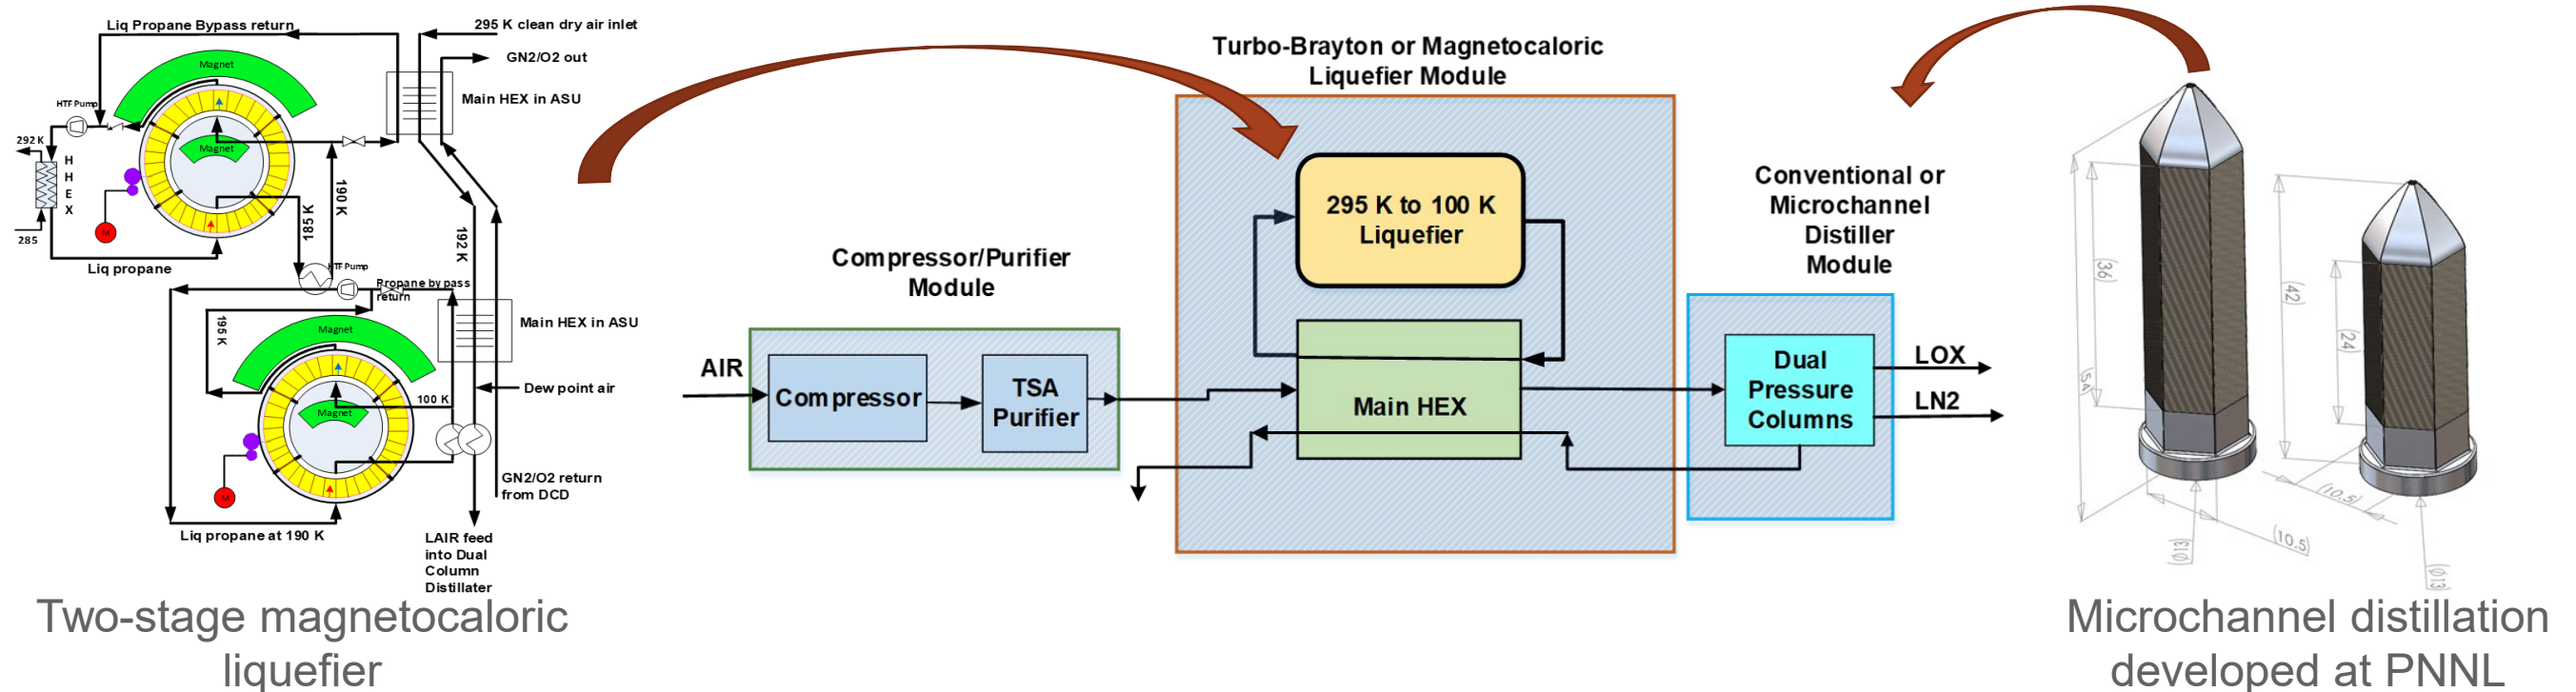 Liq Propane Bypass return
295 K clean dry air inlet
GN2/O2 out
Magnet
Main HEX in ASU
HTF Pump
292 K
H
H
E
X
Magnet
285
M
185 K
190 K
192 K
Liq propane
HTF Pump
Propane by pass
return
195 K
Magnet
Main HEX in ASU
Dew point air
100 K
Magnet
M
GN2/O2 return
from DCD
Liq propane at 190 K
LAIR feed
into Dual
Column
Distillater
Two-stage magnetocaloric
liquefier
Compressor/Purifier
Module
AIR
Compressor
TSA
Purifier
Turbo-Brayton or Magnetocaloric
Liquefier Module
295 K to 100 K
Liquefier
Main HEX
Conventional or
Microchannel
Distiller
Module
Dual
Pressure
Columns
LOX
LN2
(36)
(54)
(42)
(24)
(10.5)
(10.5)
(Ø13)
(Ø13)
Microchannel distillation
developed at PNNL